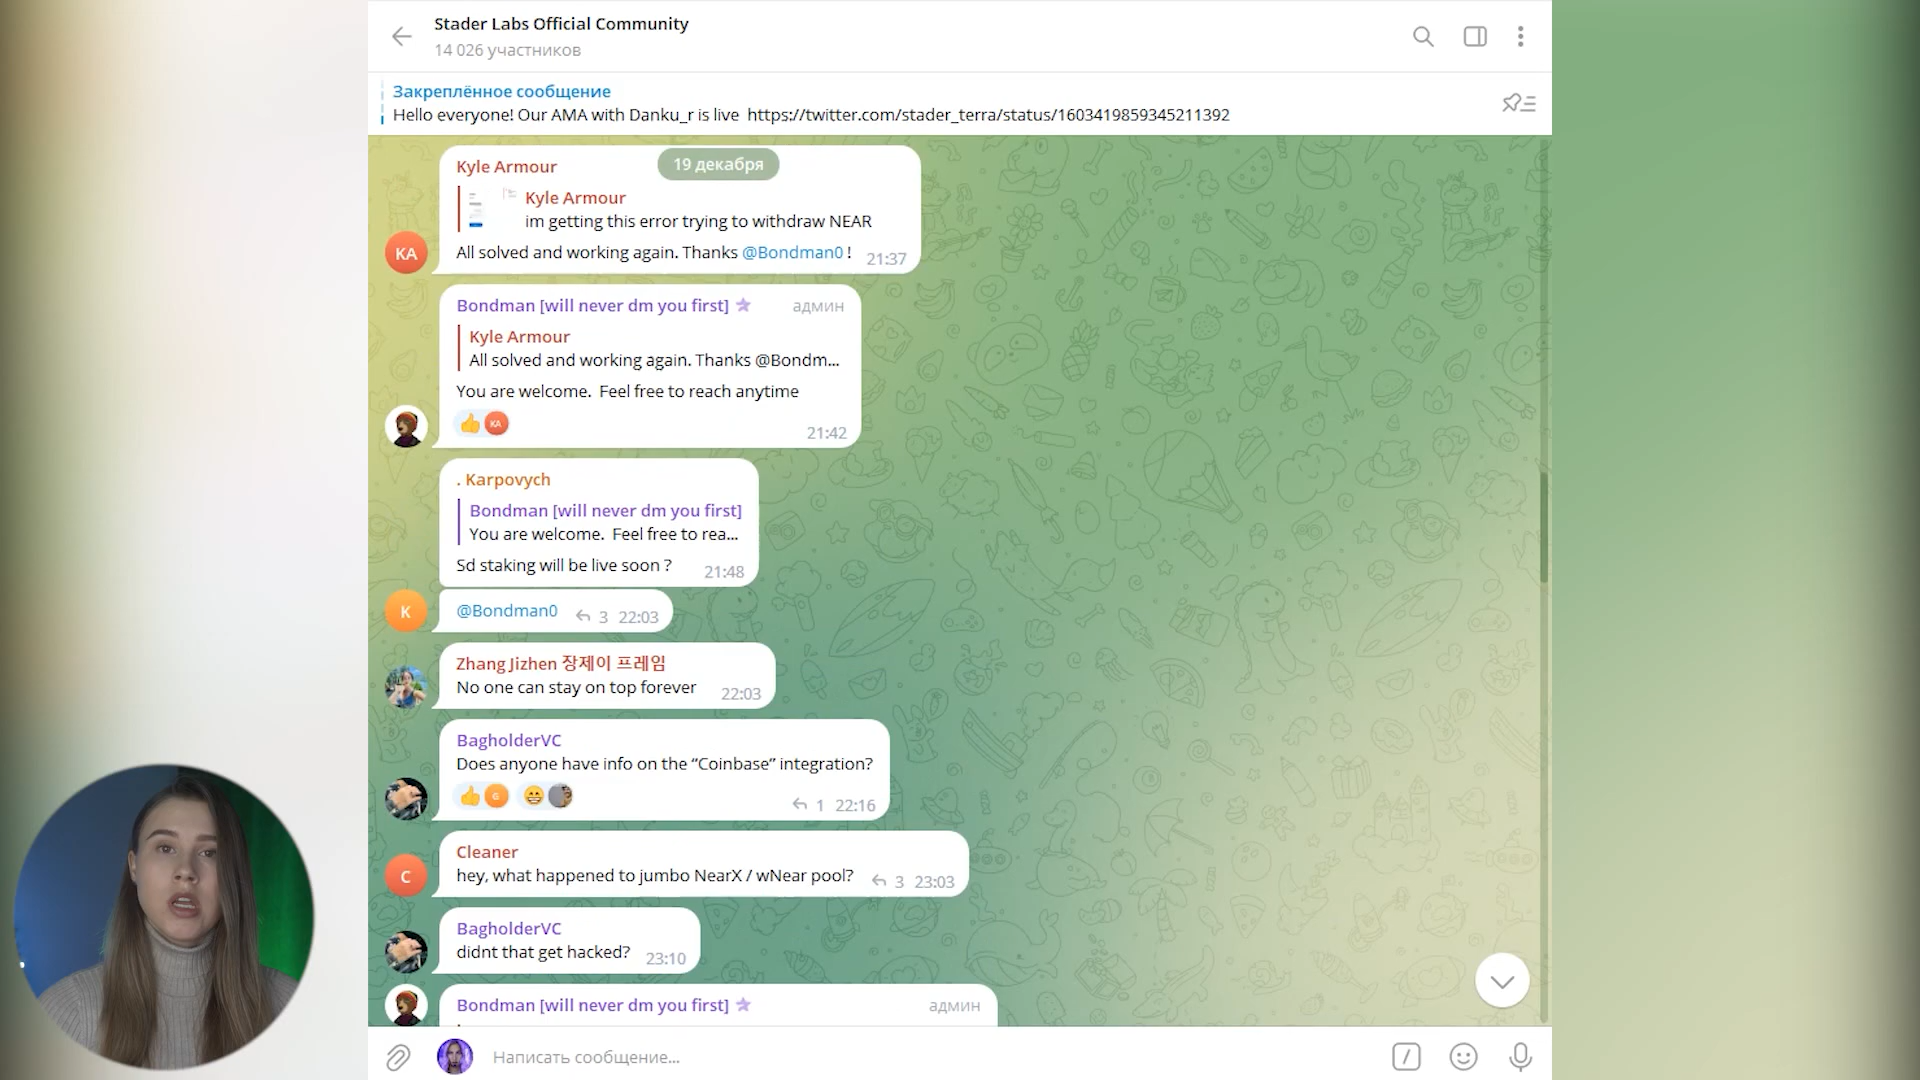 Stader Labs Official Community
14 026 участников
Закреплённое сообщение
Hello everyone! Our AMA with Danku_r is live  https://twitter.com/stader_terra/status/1603419859345211392
19 декабря
Kyle Armour
Kyle Armour
im getting this error trying to withdraw NEAR
All solved and working again. Thanks @Bondman0 !
21:37
KA
Bondman [will never dm you first]
админ
Kyle Armour
All solved and working again. Thanks @Bondm...
You are welcome.  Feel free to reach anytime
KA
21:42
. Karpovych
Bondman [will never dm you first]
You are welcome.  Feel free to rea...
Sd staking will be live soon ?
21:48
K
@Bondman0
3 22:03
Zhang Jizhen 장제이 프레임
No one can stay on top forever
22:03
BagholderVC
Does anyone have info on the “Coinbase” integration?
G
1 22:16
Cleaner
C
hey, what happened to jumbo NearX / wNear pool?
3 23:03
BagholderVC
didnt that get hacked?
23:10
Bondman [will never dm you first]
админ
Написать сообщение...